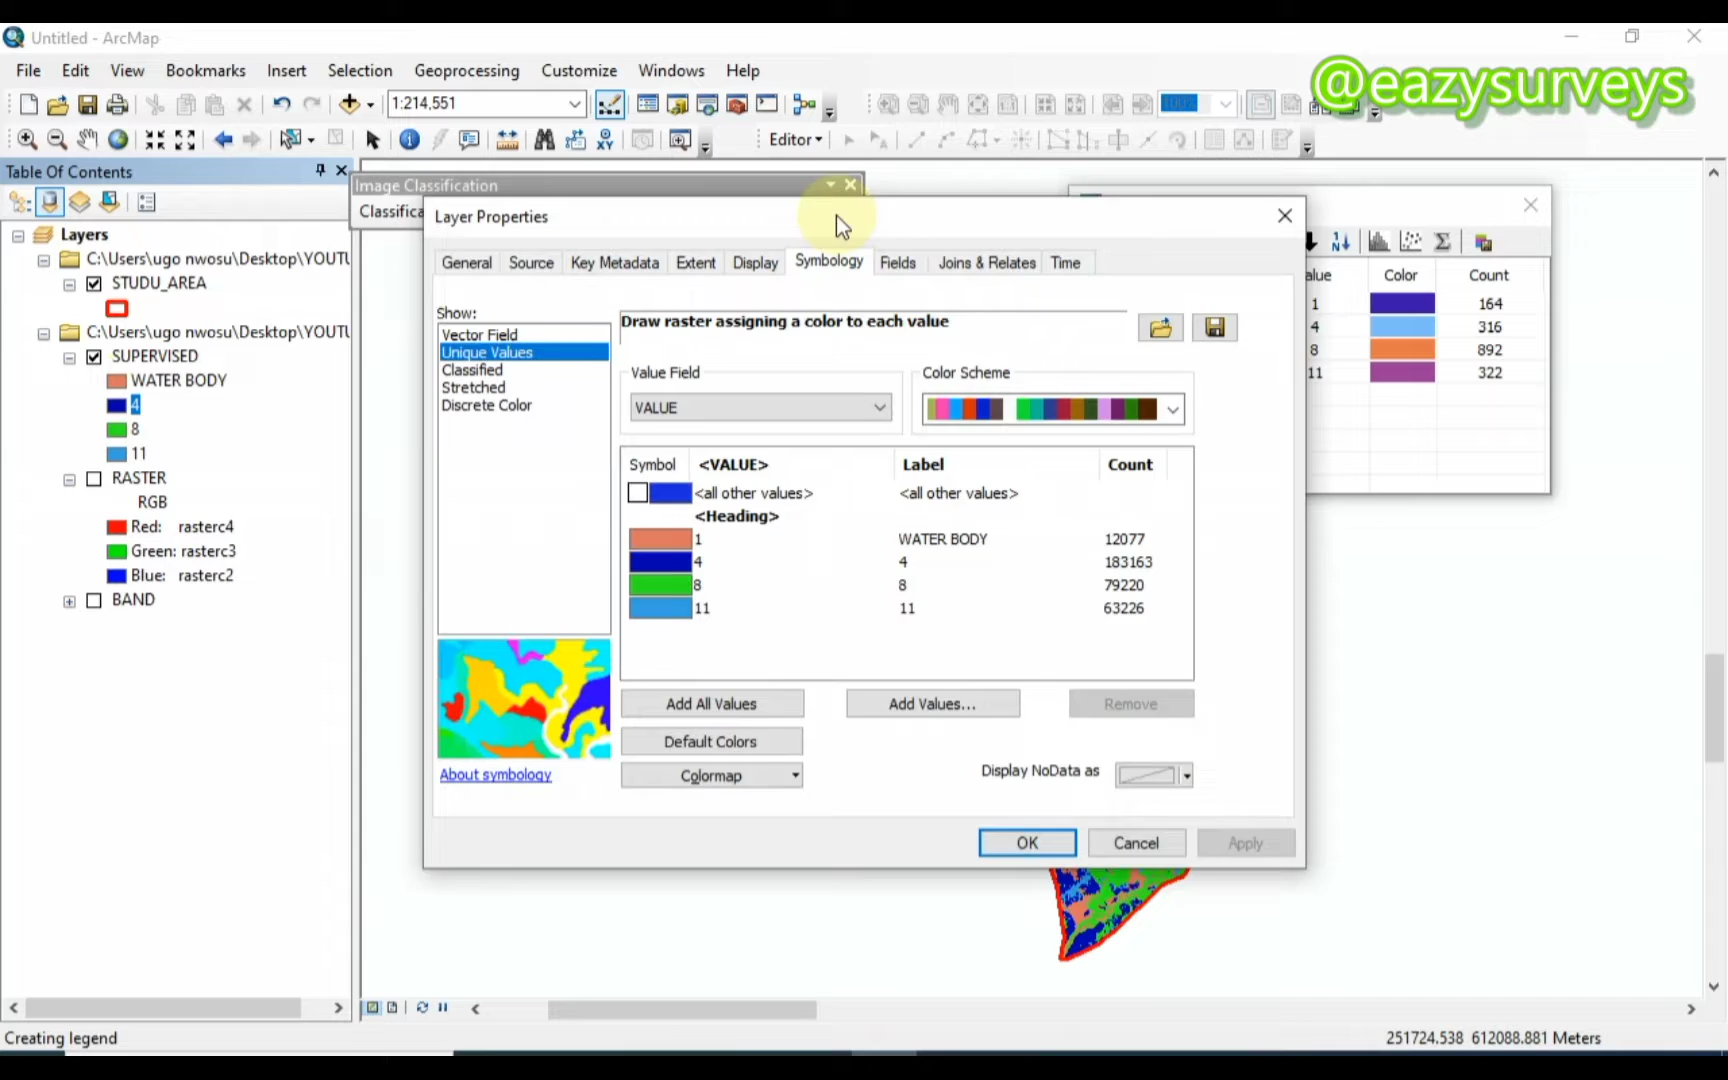 Untitled - ArcMap
@eazysurveys
File Edit View Bookmarks Insert Selection Geoprocessing Customize Windows Help
1:214,551
Editor
Table Of Contents
Image Classification
Classifica
Layers
C:\Users\ugo nwosu\Desktop\YOUTU
STUDU_AREA
C:\Users\ugo nwosu\Desktop\YOUTU
SUPERVISED
WATER BODY
4
8
11
RASTER
RGB
Red: rasterc4
Green: rasterc3
Blue: rasterc2
BAND
Layer Properties
General Source Key Metadata Extent Display Symbology Fields Joins & Relates Time
Show:
Vector Field
Unique Values
Classified
Stretched
Discrete Color
About symbology
Draw raster assigning a color to each value
Value Field
VALUE
Color Scheme
Symbol <VALUE> Label Count
<all other values> <all other values>
<Heading>
1 WATER BODY 12077
4 4 183163
8 8 79220
11 11 63226
Add All Values Add Values... Remove
Default Colors
Colormap
Display NoData as
OK Cancel Apply
alue Color Count
1 164
4 316
8 892
11 322
Creating legend
251724.538 612088.881 Meters